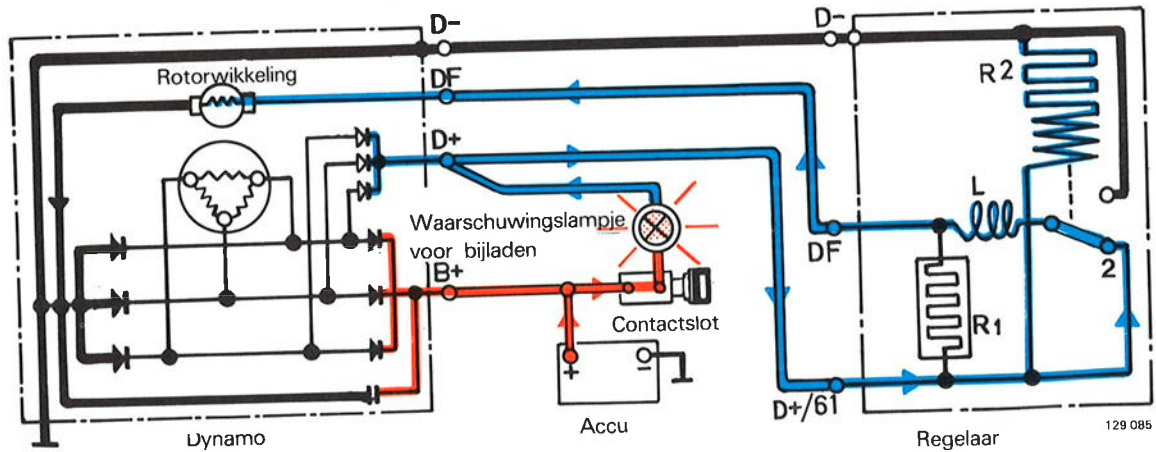 D-
D-
Rotorwikkeling
DF
R2
D+
L
Waarschuwingslampje
voor bijladen
DF
2
B+
Contactslot
R1
+
-
D+/61
Dynamo
Accu
Regelaar
129 085